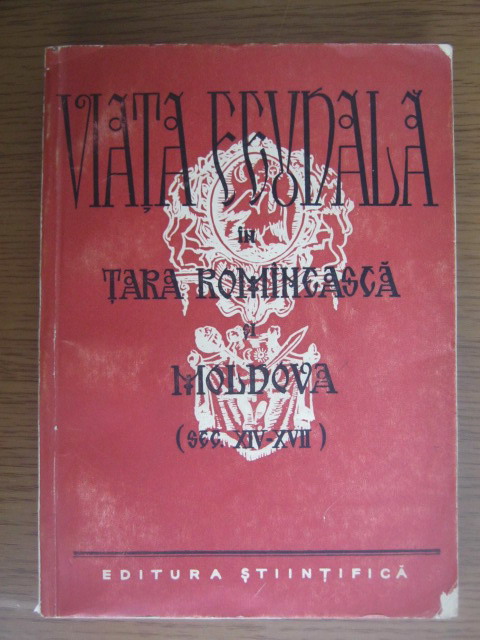 VIAȚA FEUDALĂ
ÎN
ȚARA ROMÎNEASCĂ
ȘI
MOLDOVA
(SEC. XIV-XVII)
EDITURA ȘTIINȚIFICĂ